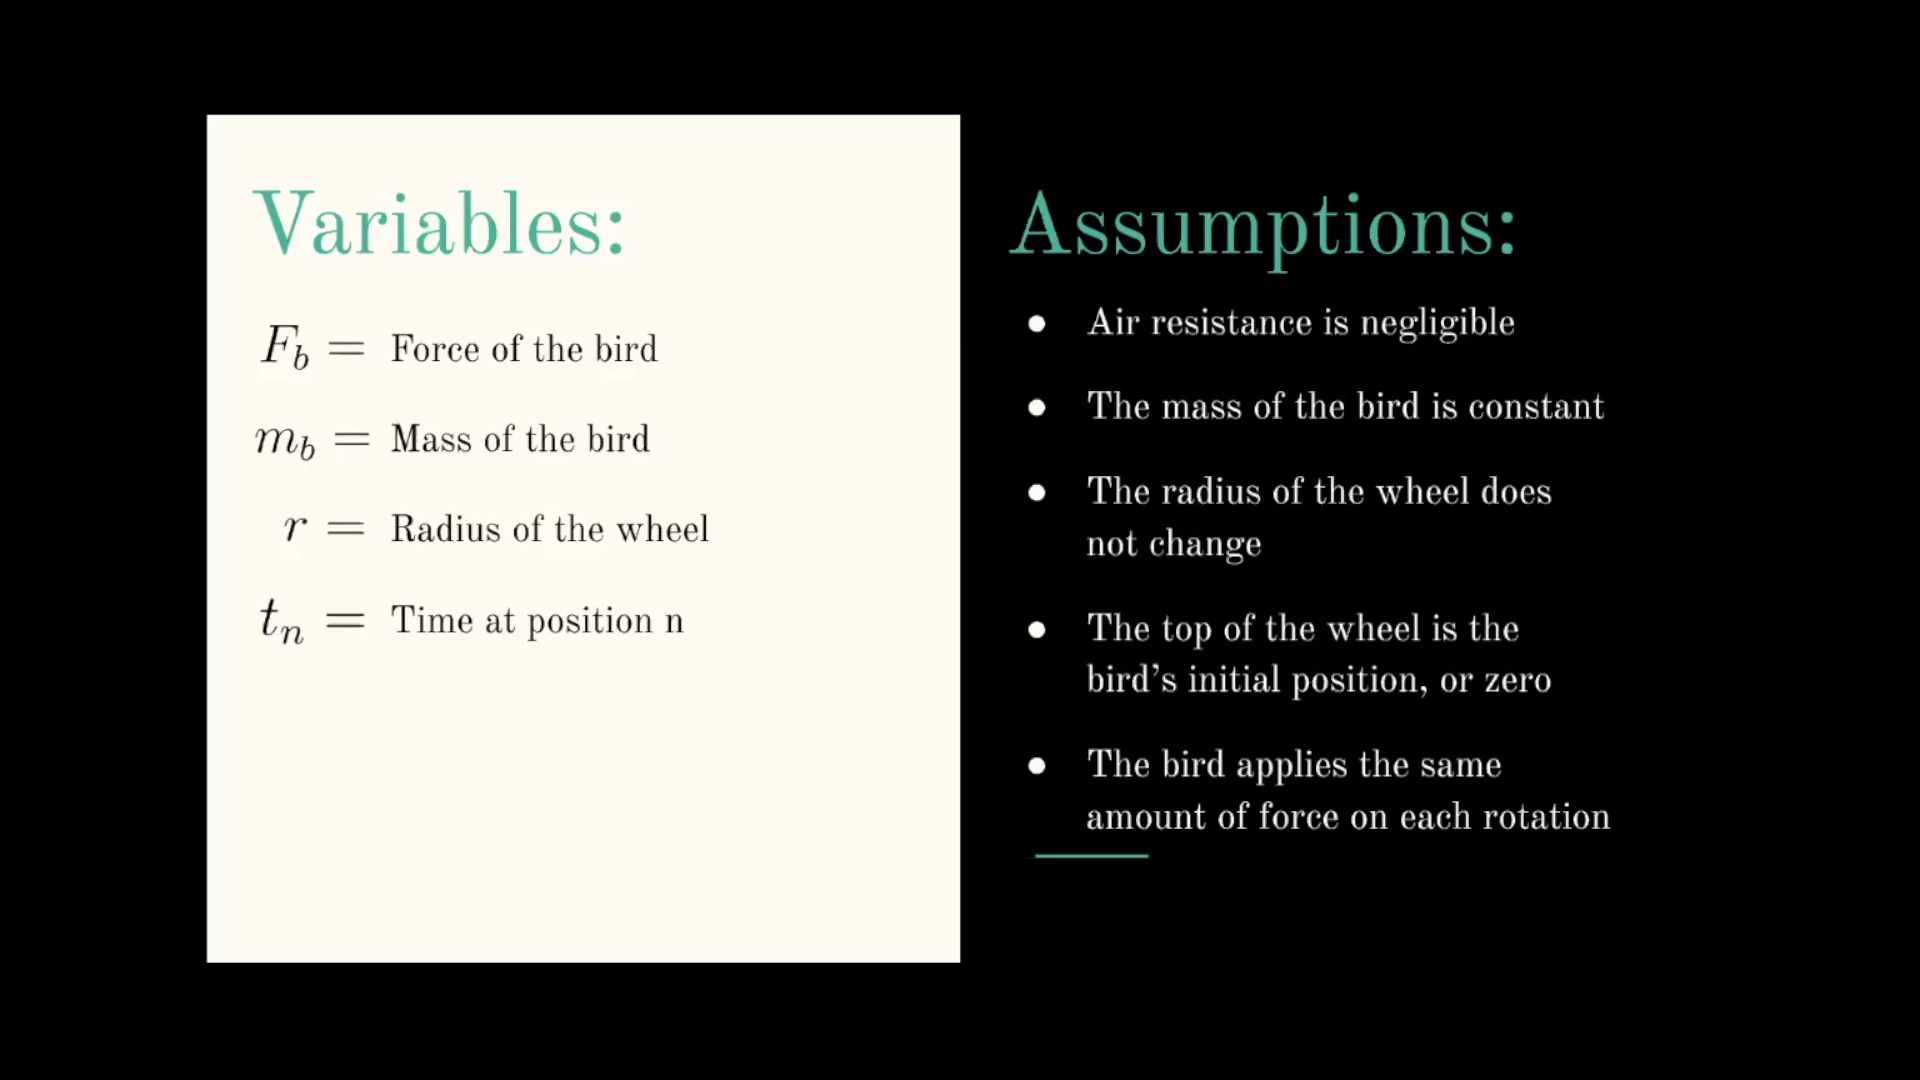 Variables:
F_b = Force of the bird
m_b = Mass of the bird
r = Radius of the wheel
t_n = Time at position n
Assumptions:
● Air resistance is negligible
● The mass of the bird is constant
● The radius of the wheel does
not change
● The top of the wheel is the
bird’s initial position, or zero
● The bird applies the same
amount of force on each rotation